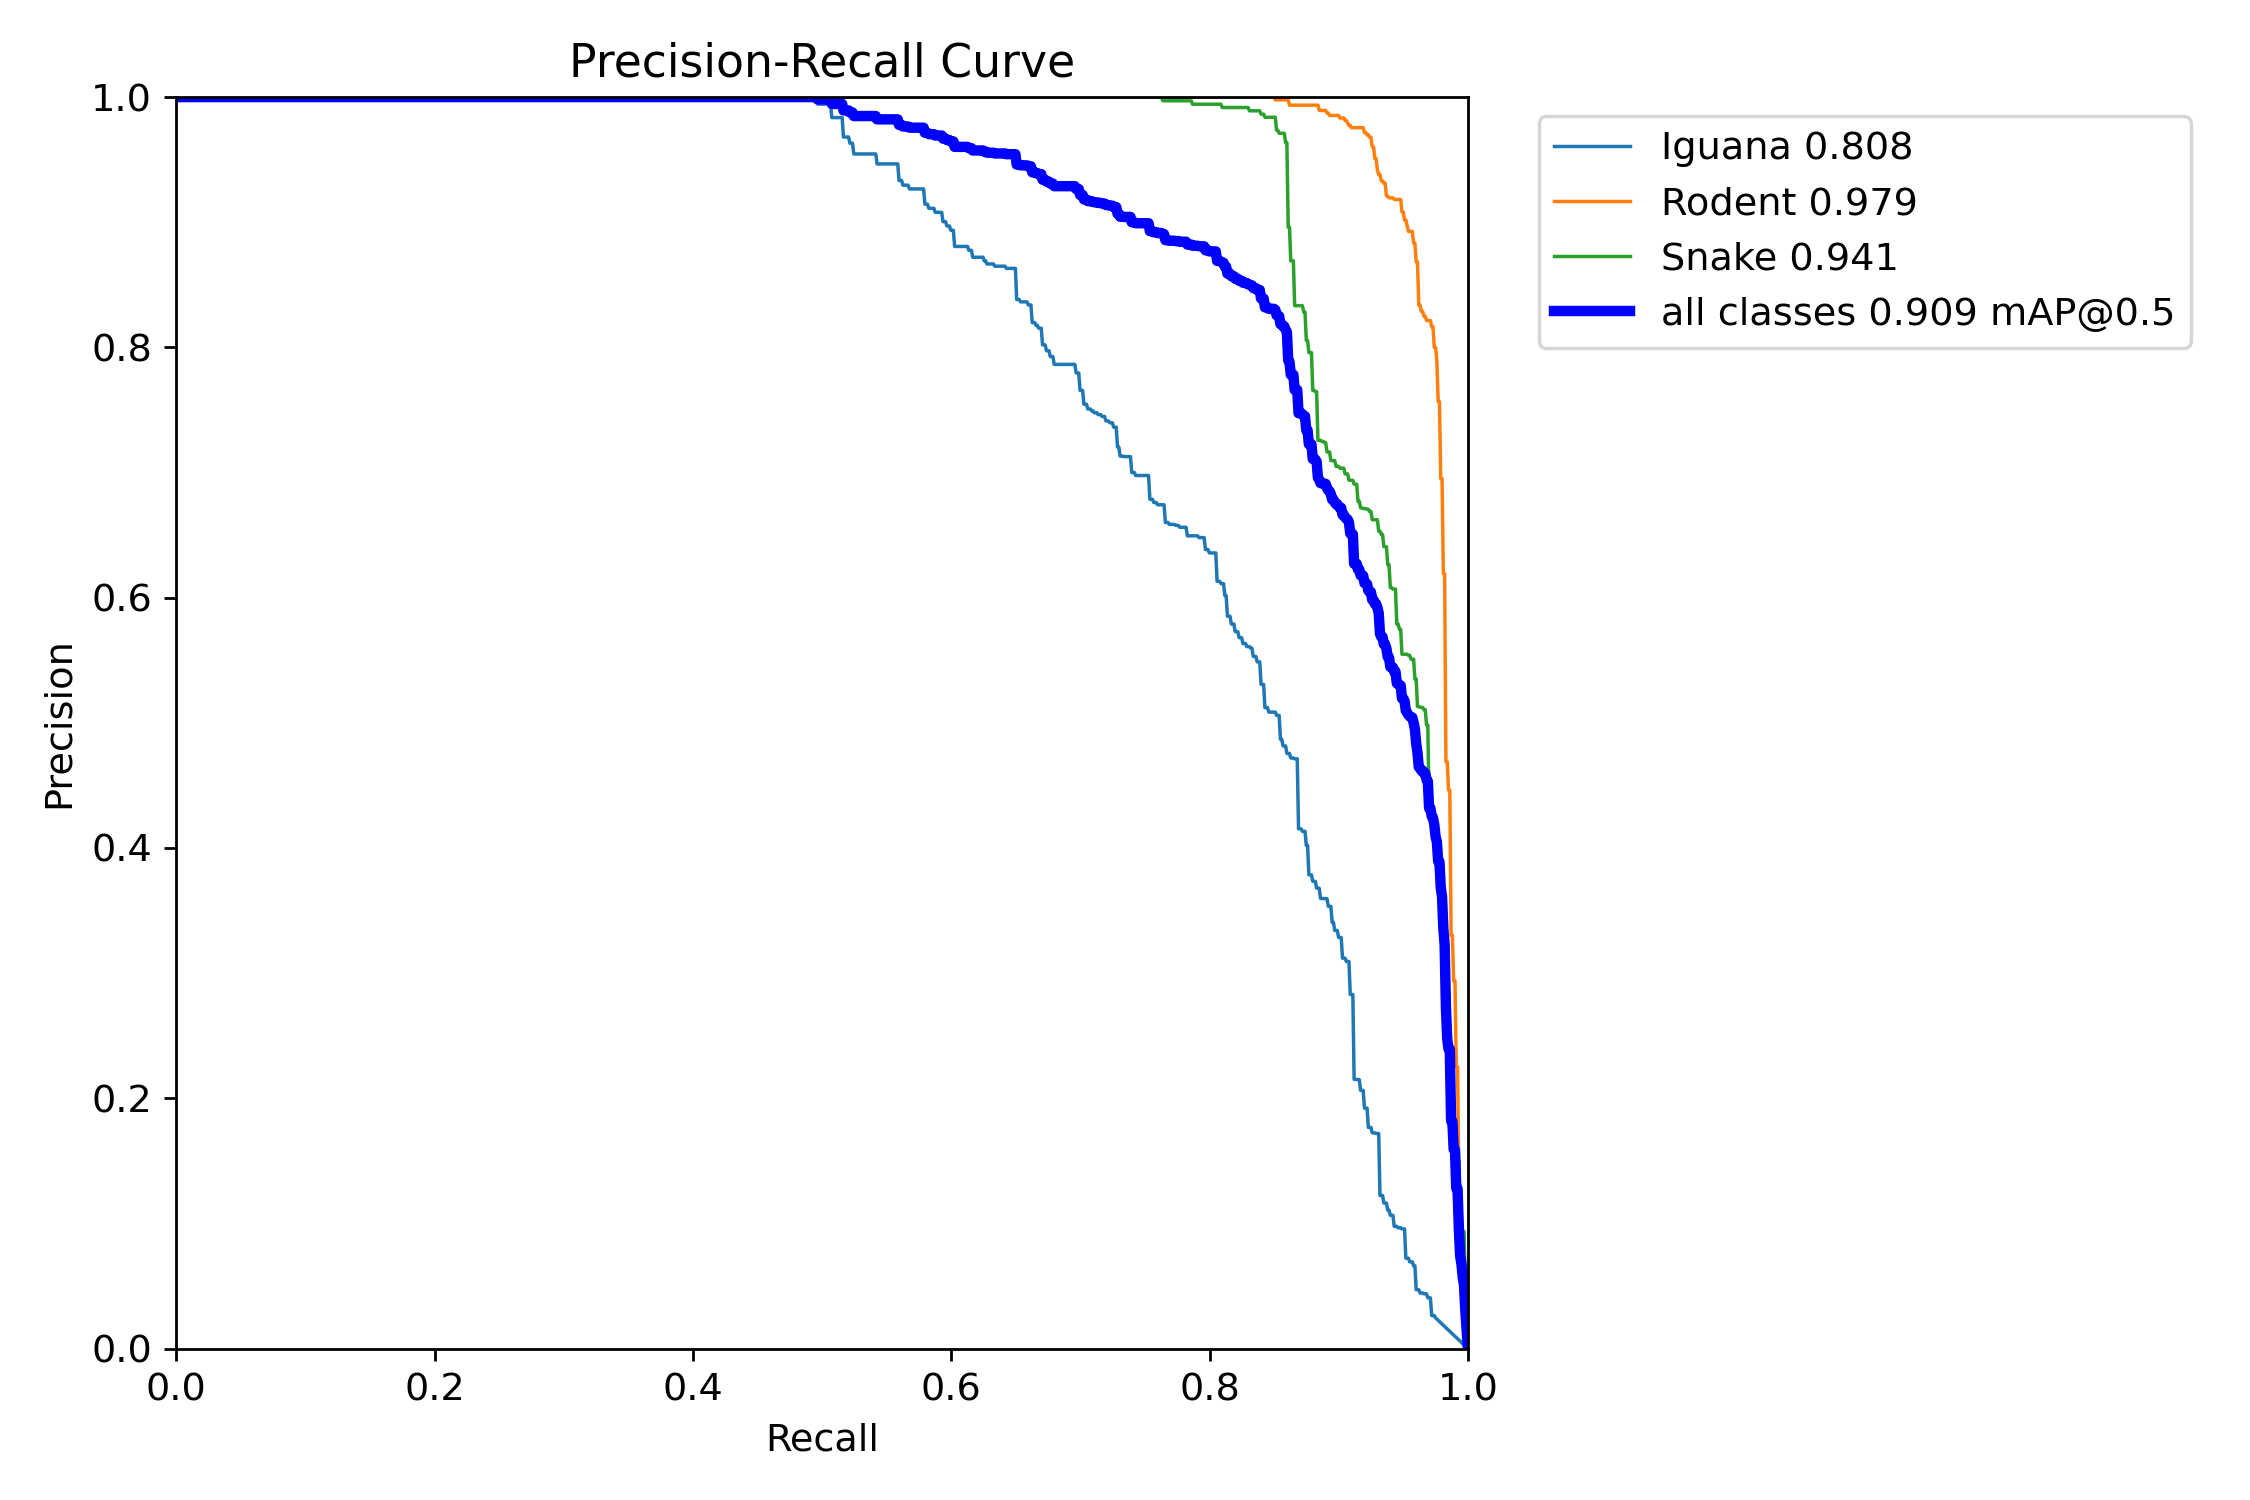 Precision-Recall Curve
1.0
0.8
0.6
0.4
0.2
0.0
Precision
0.0 0.2 0.4 0.6 0.8 1.0
Recall
Iguana 0.808
Rodent 0.979
Snake 0.941
all classes 0.909 mAP@0.5